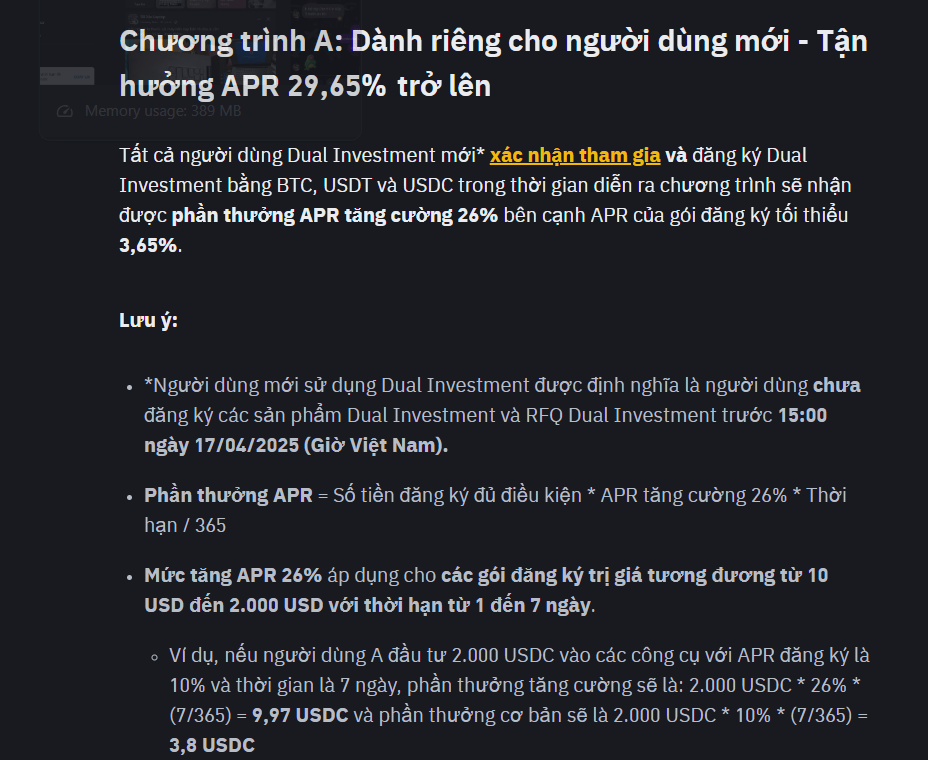 Memory usage: 389 MB
Chương trình A: Dành riêng cho người dùng mới - Tận
hưởng APR 29,65% trở lên
Tất cả người dùng Dual Investment mới* xác nhận tham gia và đăng ký Dual
Investment bằng BTC, USDT và USDC trong thời gian diễn ra chương trình sẽ nhận
được phần thưởng APR tăng cường 26% bên cạnh APR của gói đăng ký tối thiểu
3,65%.
Lưu ý:
• *Người dùng mới sử dụng Dual Investment được định nghĩa là người dùng chưa
đăng ký các sản phẩm Dual Investment và RFQ Dual Investment trước 15:00
ngày 17/04/2025 (Giờ Việt Nam).
• Phần thưởng APR = Số tiền đăng ký đủ điều kiện * APR tăng cường 26% * Thời
hạn / 365
• Mức tăng APR 26% áp dụng cho các gói đăng ký trị giá tương đương từ 10
USD đến 2.000 USD với thời hạn từ 1 đến 7 ngày.
◦ Ví dụ, nếu người dùng A đầu tư 2.000 USDC vào các công cụ với APR đăng ký là
10% và thời gian là 7 ngày, phần thưởng tăng cường sẽ là: 2.000 USDC * 26% *
(7/365) = 9,97 USDC và phần thưởng cơ bản sẽ là 2.000 USDC * 10% * (7/365) =
3,8 USDC